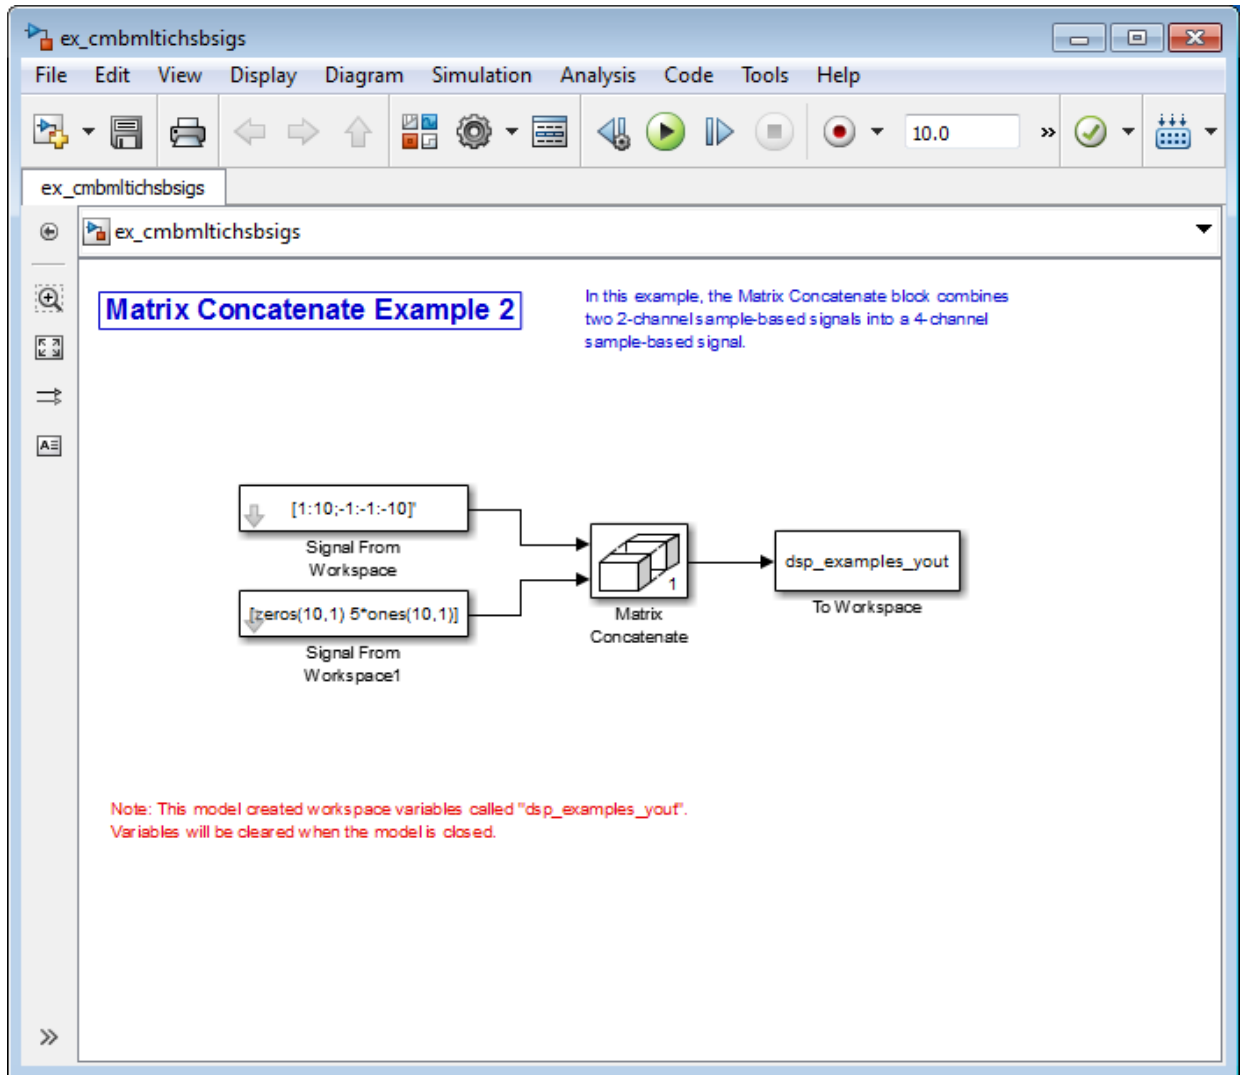 ex_cmbmltichsbsigs
File Edit View Display Diagram Simulation Analysis Code Tools Help
10.0
»
ex_cmbmltichsbsigs
ex_cmbmltichsbsigs
Matrix Concatenate Example 2
In this example, the Matrix Concatenate block combines
two 2-channel sample-based signals into a 4-channel
sample-based signal.
[1:10;-1:-1:-10]'
Signal From
Workspace
[zeros(10,1) 5*ones(10,1)]
Signal From
Workspace1
1
Matrix
Concatenate
dsp_examples_yout
To Workspace
Note: This model created workspace variables called "dsp_examples_yout".
Variables will be cleared when the model is closed.